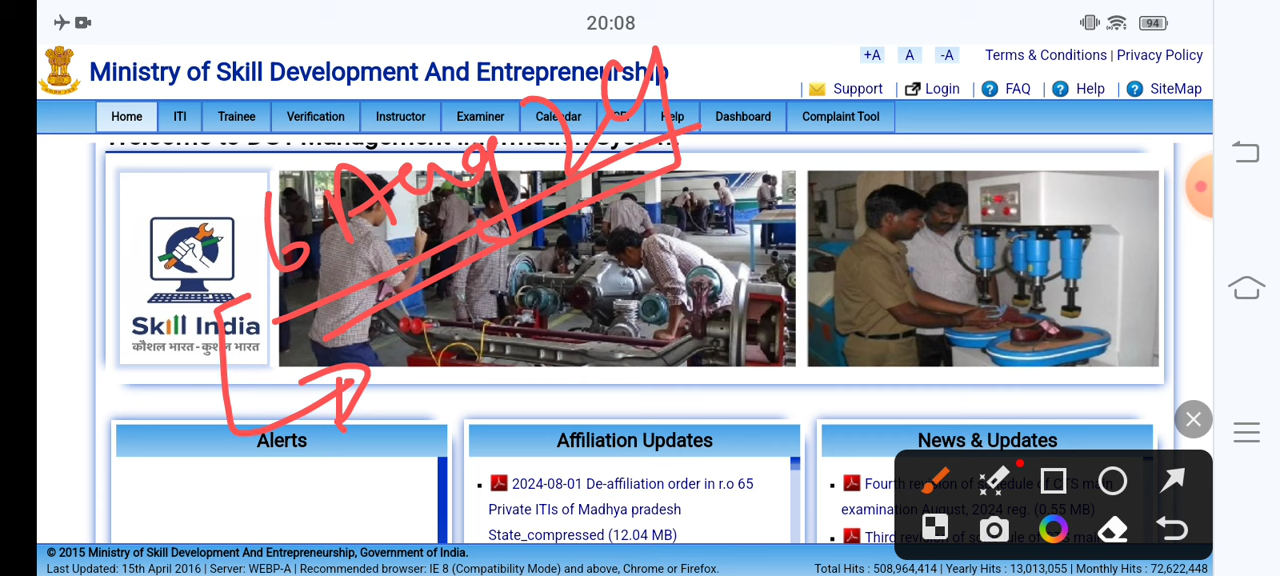 20:08
94
+A A -A Terms & Conditions | Privacy Policy
Ministry of Skill Development And Entrepreneurship
| Support | Login | FAQ | Help | SiteMap
Home ITI Trainee Verification Instructor Examiner Calendar Help Dashboard Complaint Tool
Welcome to DGT Management Information System
6 Aug 24
Skill India
कौशल भारत-कुशल भारत
Alerts
Affiliation Updates
2024-08-01 De-affiliation order in r.o 65
Private ITIs of Madhya pradesh
State_compressed (12.04 MB)
News & Updates
Fourth revision of schedule of CTS main
examination August, 2024 reg. (0.55 MB)
Third revision of schedule of CTS main
© 2015 Ministry of Skill Development And Entrepreneurship, Government of India.
Last Updated: 15th April 2016 | Server: WEBP-A | Recommended browser: IE 8 (Compatibility Mode) and above, Chrome or Firefox.
Total Hits : 508,964,414 | Yearly Hits : 13,013,055 | Monthly Hits : 72,622,448